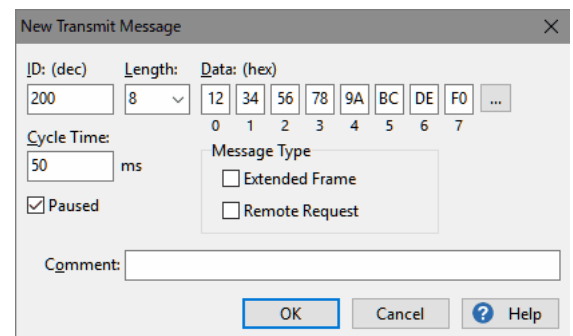 New Transmit Message
ID: (dec) Length: Data: (hex)
200 8 12 34 56 78 9A BC DE F0 ...
0 1 2 3 4 5 6 7
Cycle Time:
Message Type
50 ms
Extended Frame
Paused
Remote Request
Comment:
OK Cancel ? Help